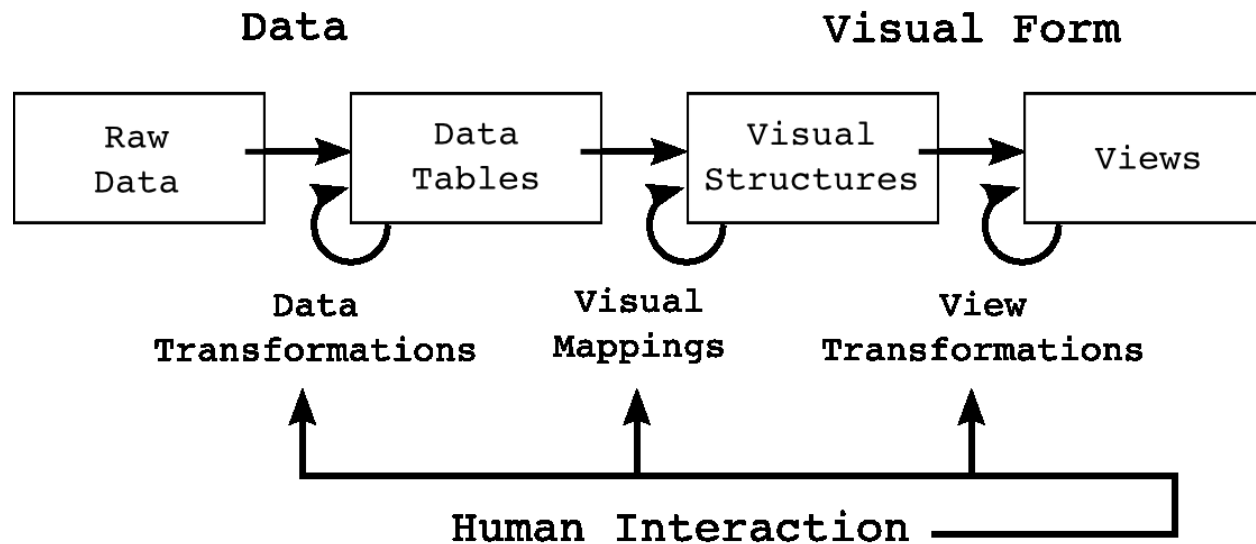 Data
Visual Form
Raw
Data
Data
Tables
Visual
Structures
Views
Data
Transformations
Visual
Mappings
View
Transformations
Human Interaction